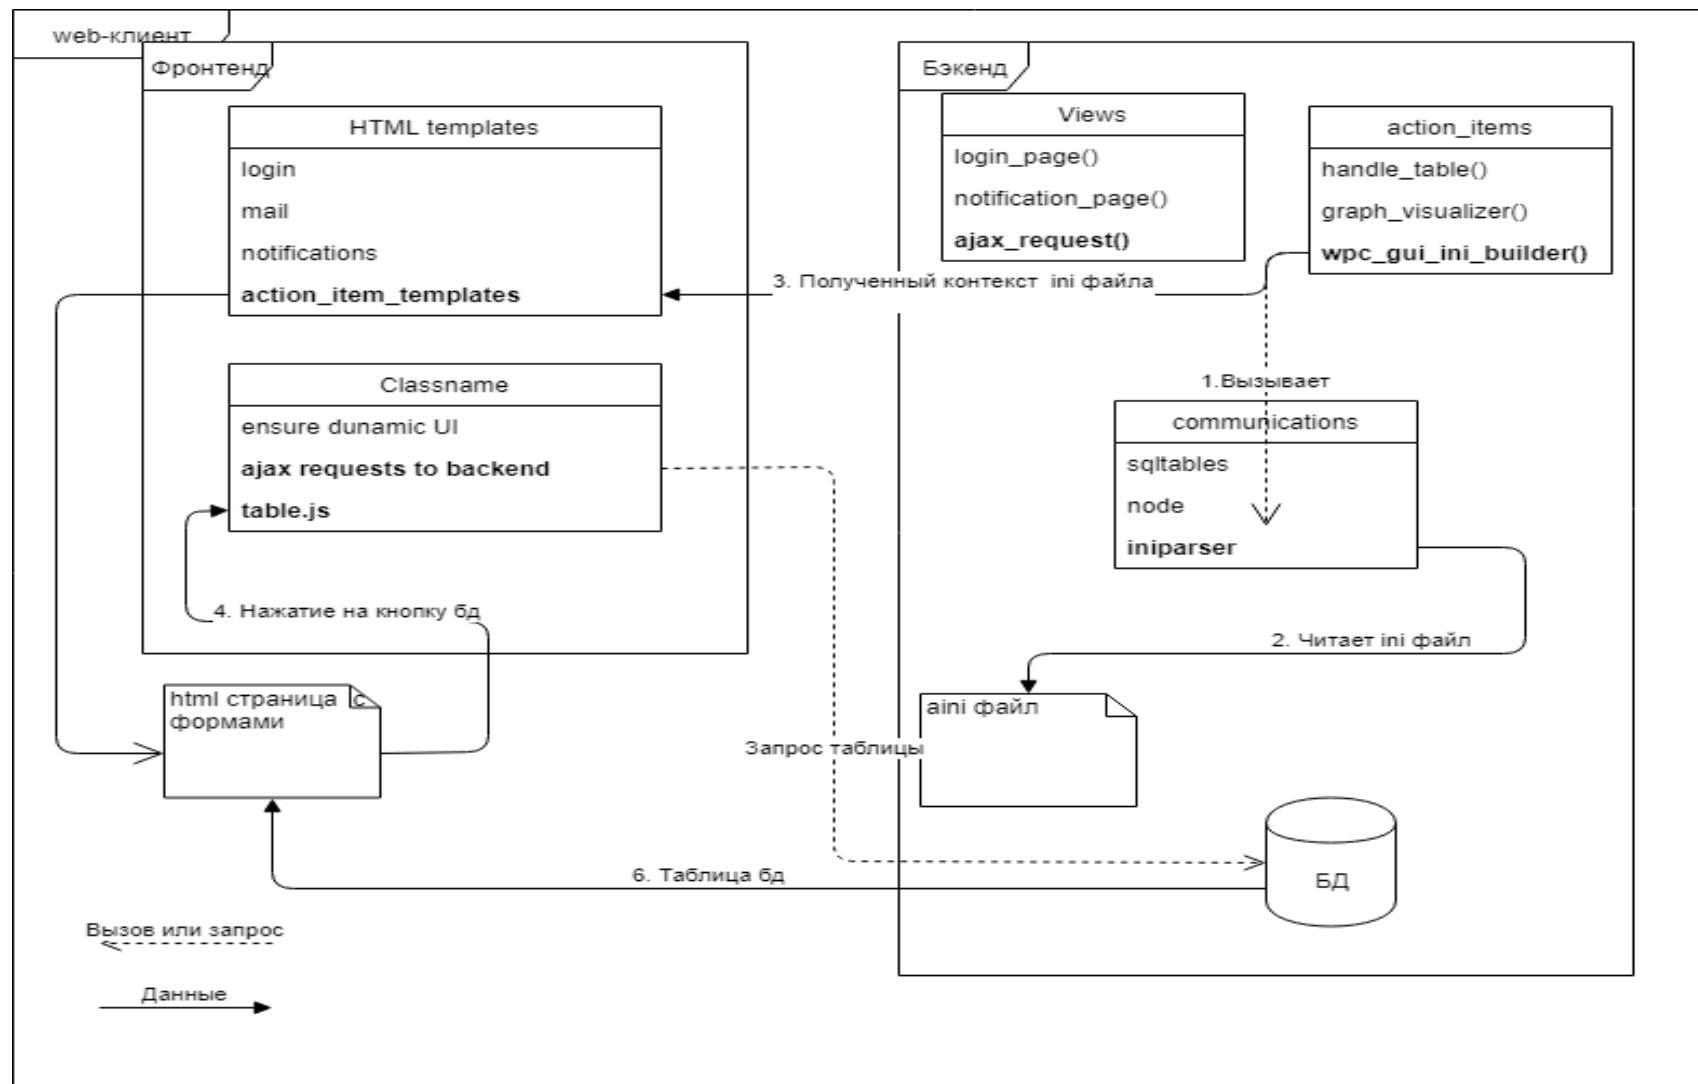 web-клиент
Фронтенд
HTML templates
login
mail
notifications
action_item_templates
Classname
ensure dunamic UI
ajax requests to backend
table.js
4. Нажатие на кнопку бд
html страница с
формами
Бэкенд
Views
login_page()
notification_page()
ajax_request()
action_items
handle_table()
graph_visualizer()
wpc_gui_ini_builder()
3. Полученный контекст ini файла
1.Вызывает
communications
sqltables
node
iniparser
2. Читает ini файл
aini файл
Запрос таблицы
БД
6. Таблица бд
Вызов или запрос
Данные